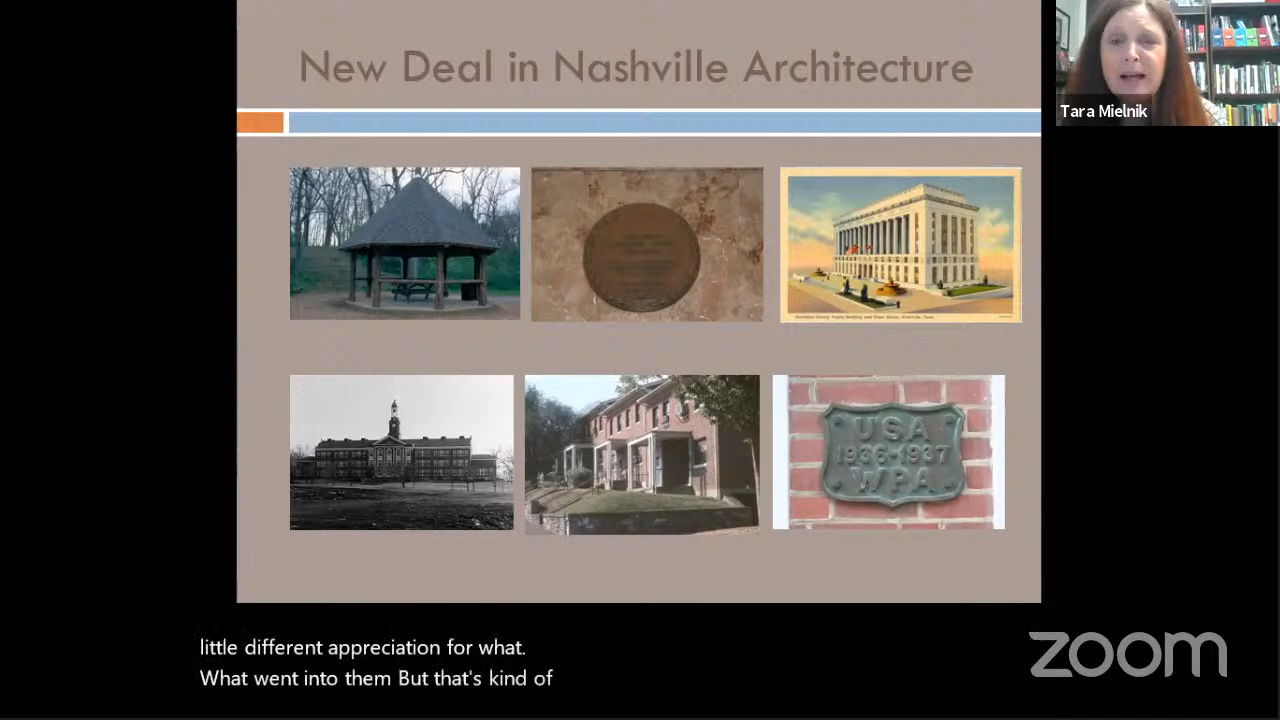 New Deal in Nashville Architecture
Tara Mielnik
USA
1936-1937
WPA
little different appreciation for what.
What went into them But that's kind of
zoom